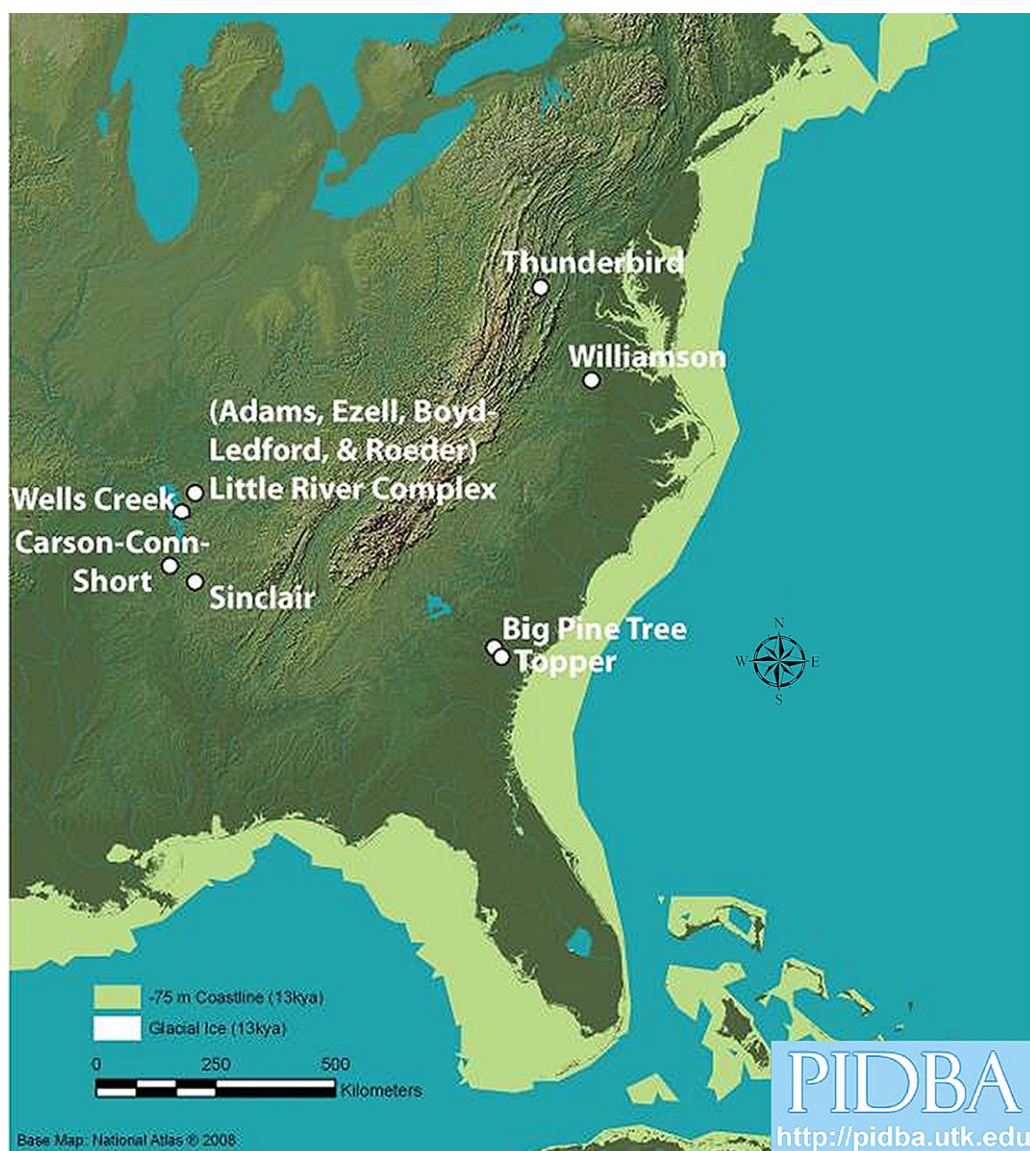 Thunderbird
Williamson
(Adams, Ezell, Boyd-
Ledford, & Roeder)
Little River Complex
Wells Creek
Carson-Conn-
Short
Sinclair
Big Pine Tree
Topper
N
W
E
S
-75 m Coastline (13kya)
Glacial Ice (13kya)
0 250 500
Kilometers
Base Map: National Atlas ® 2008
PIDBA
http://pidba.utk.edu